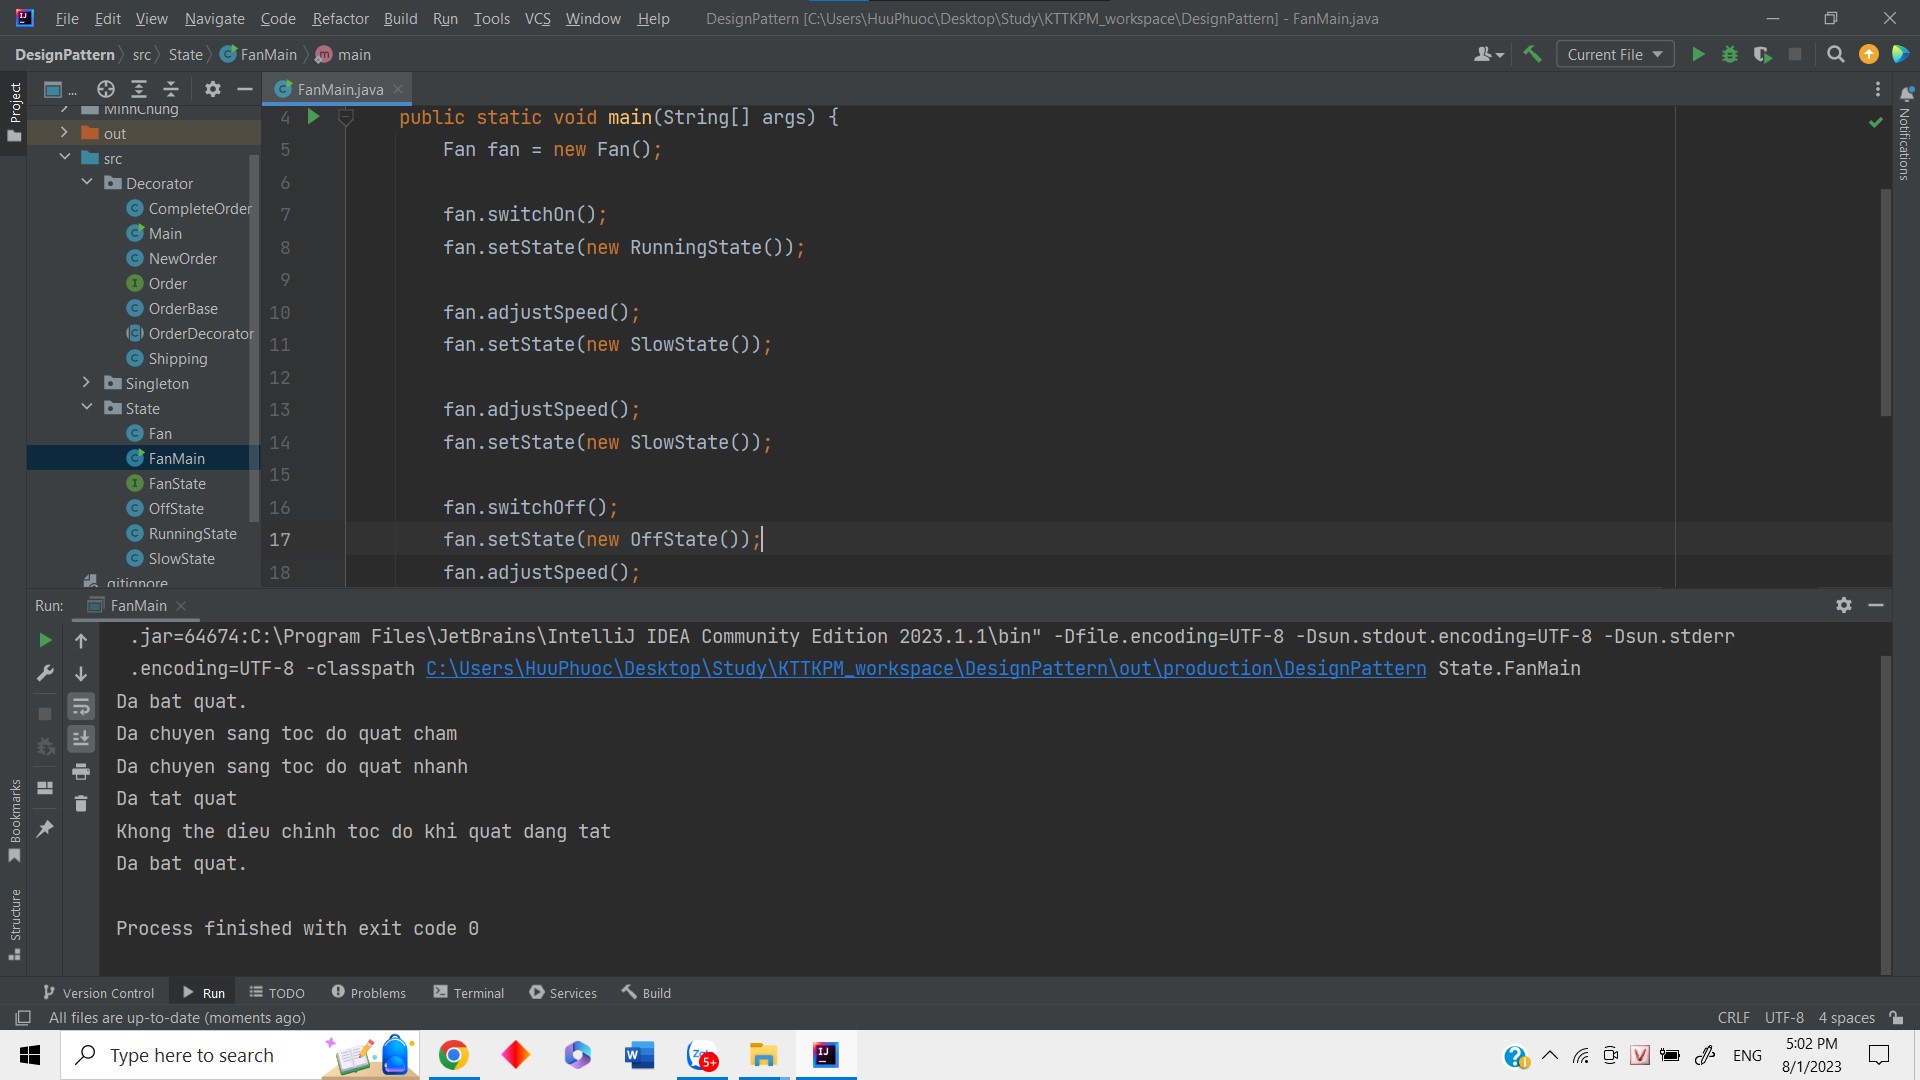 File Edit View Navigate Code Refactor Build Run Tools VCS Window Help DesignPattern [C:\Users\HuuPhuoc\Desktop\Study\KTTKPM_workspace\DesignPattern] - FanMain.java
DesignPattern src State FanMain main Current File
Project
... FanMain.java
MinhChung
out
src
Decorator
CompleteOrder
Main
NewOrder
Order
OrderBase
OrderDecorator
Shipping
Singleton
State
Fan
FanMain
FanState
OffState
RunningState
SlowState
.gitignore
4 public static void main(String[] args) {
5 Fan fan = new Fan();
6
7 fan.switchOn();
8 fan.setState(new RunningState());
9
10 fan.adjustSpeed();
11 fan.setState(new SlowState());
12
13 fan.adjustSpeed();
14 fan.setState(new SlowState());
15
16 fan.switchOff();
17 fan.setState(new OffState());
18 fan.adjustSpeed();
Notifications
Run: FanMain
.jar=64674:C:\Program Files\JetBrains\IntelliJ IDEA Community Edition 2023.1.1\bin" -Dfile.encoding=UTF-8 -Dsun.stdout.encoding=UTF-8 -Dsun.stderr
.encoding=UTF-8 -classpath C:\Users\HuuPhuoc\Desktop\Study\KTTKPM_workspace\DesignPattern\out\production\DesignPattern State.FanMain
Da bat quat.
Da chuyen sang toc do quat cham
Da chuyen sang toc do quat nhanh
Da tat quat
Khong the dieu chinh toc do khi quat dang tat
Da bat quat.
Process finished with exit code 0
Bookmarks
Structure
Version Control Run TODO Problems Terminal Services Build
All files are up-to-date (moments ago) CRLF UTF-8 4 spaces
Type here to search
5+
ENG
5:02 PM
8/1/2023